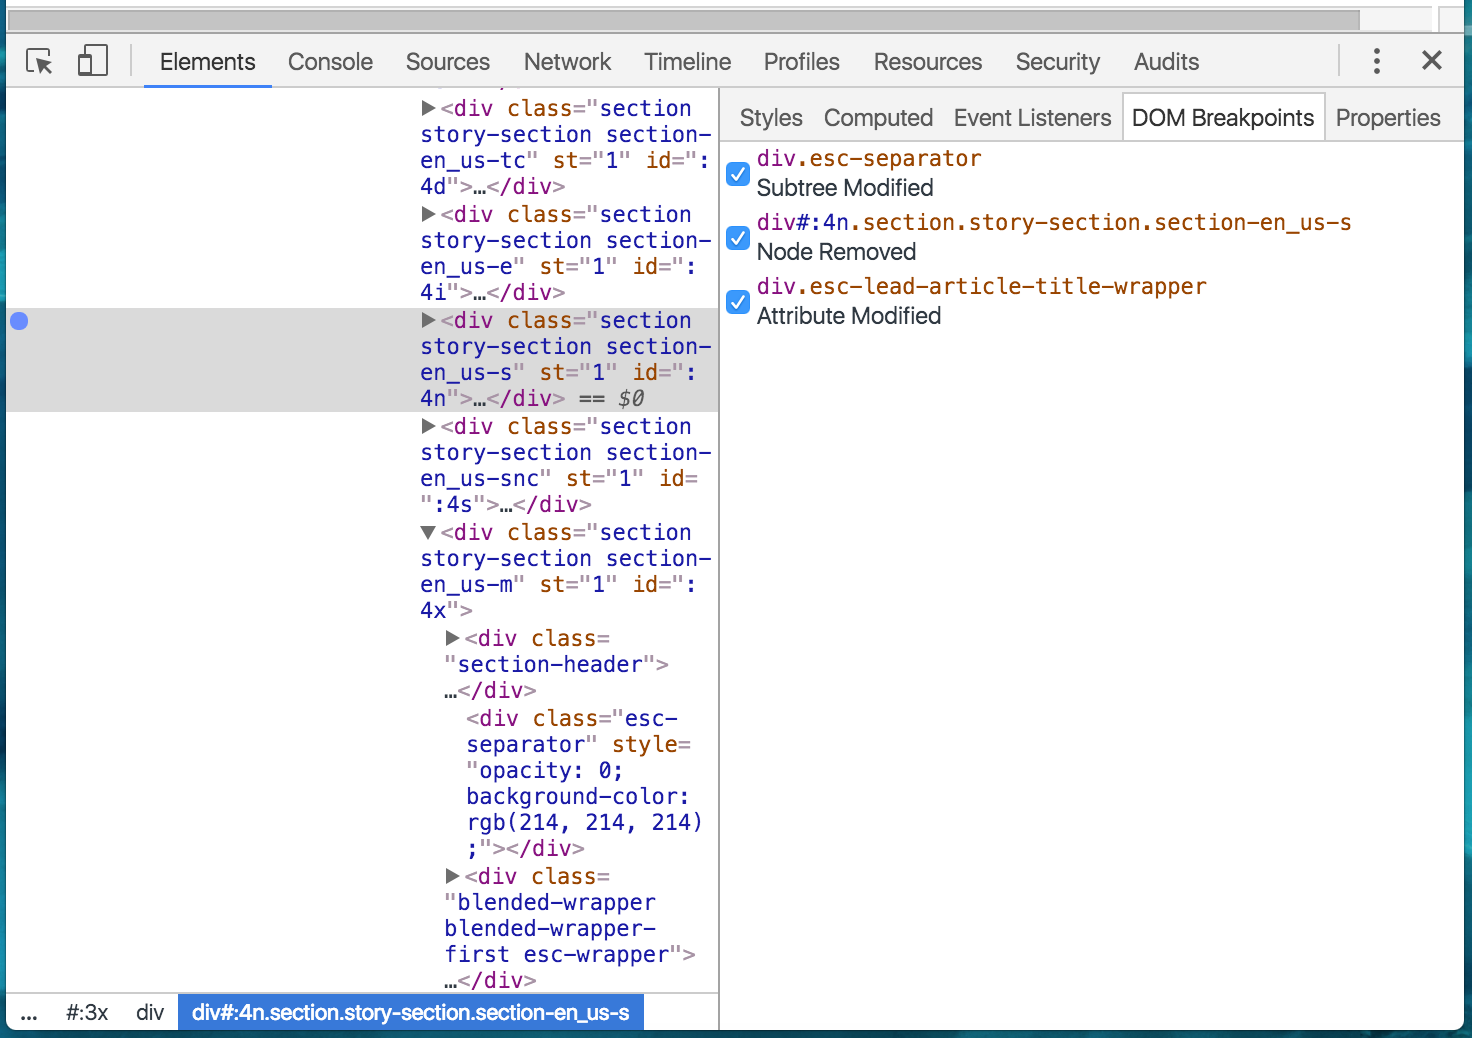 Elements Console Sources Network Timeline Profiles Resources Security Audits
<div class="section
story-section section-
en_us-tc" st="1" id=":
4d">…</div>
<div class="section
story-section section-
en_us-e" st="1" id=":
4i">…</div>
<div class="section
story-section section-
en_us-s" st="1" id=":
4n">…</div> == $0
<div class="section
story-section section-
en_us-snc" st="1" id=
":4s">…</div>
<div class="section
story-section section-
en_us-m" st="1" id=":
4x">
<div class=
"section-header">
…</div>
<div class="esc-
separator" style=
"opacity: 0;
background-color:
rgb(214, 214, 214)
;"></div>
<div class=
"blended-wrapper
blended-wrapper-
first esc-wrapper">
…</div>
... #:3x div div#:4n.section.story-section.section-en_us-s
Styles Computed Event Listeners DOM Breakpoints Properties
div.esc-separator
Subtree Modified
div#:4n.section.story-section.section-en_us-s
Node Removed
div.esc-lead-article-title-wrapper
Attribute Modified